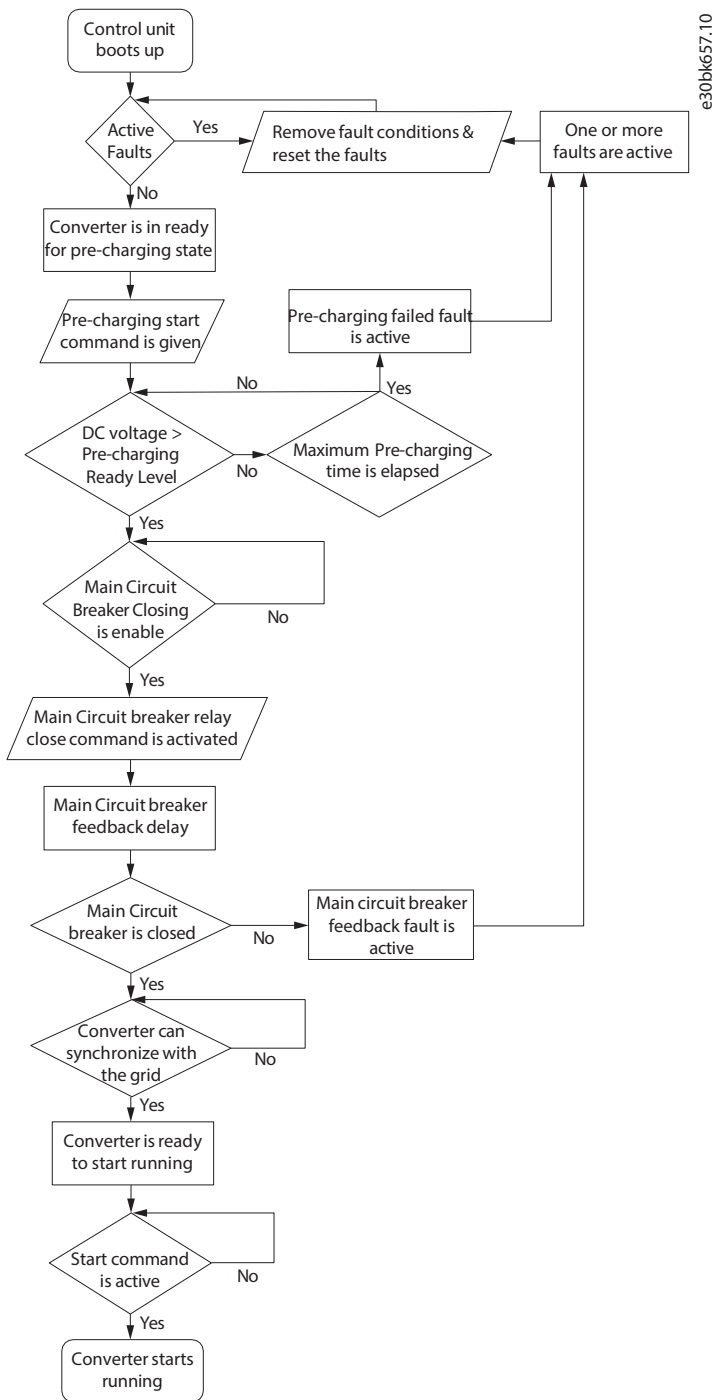 Control unit
boots up
e30bk657.10
Active
Faults
Yes
Remove fault conditions &
reset the faults
One or more
faults are active
No
Converter is in ready
for pre-charging state
Pre-charging start
command is given
Pre-charging failed fault
is active
No
Yes
DC voltage >
Pre-charging
Ready Level
No
Maximum Pre-charging
time is elapsed
Yes
Main Circuit
Breaker Closing
is enable
No
Yes
Main Circuit breaker relay
close command is activated
Main Circuit breaker
feedback delay
Main Circuit
breaker is closed
No
Main circuit breaker
feedback fault is
active
Yes
Converter can
synchronize with
the grid
No
Yes
Converter is ready
to start running
Start command
is active
No
Yes
Converter starts
running